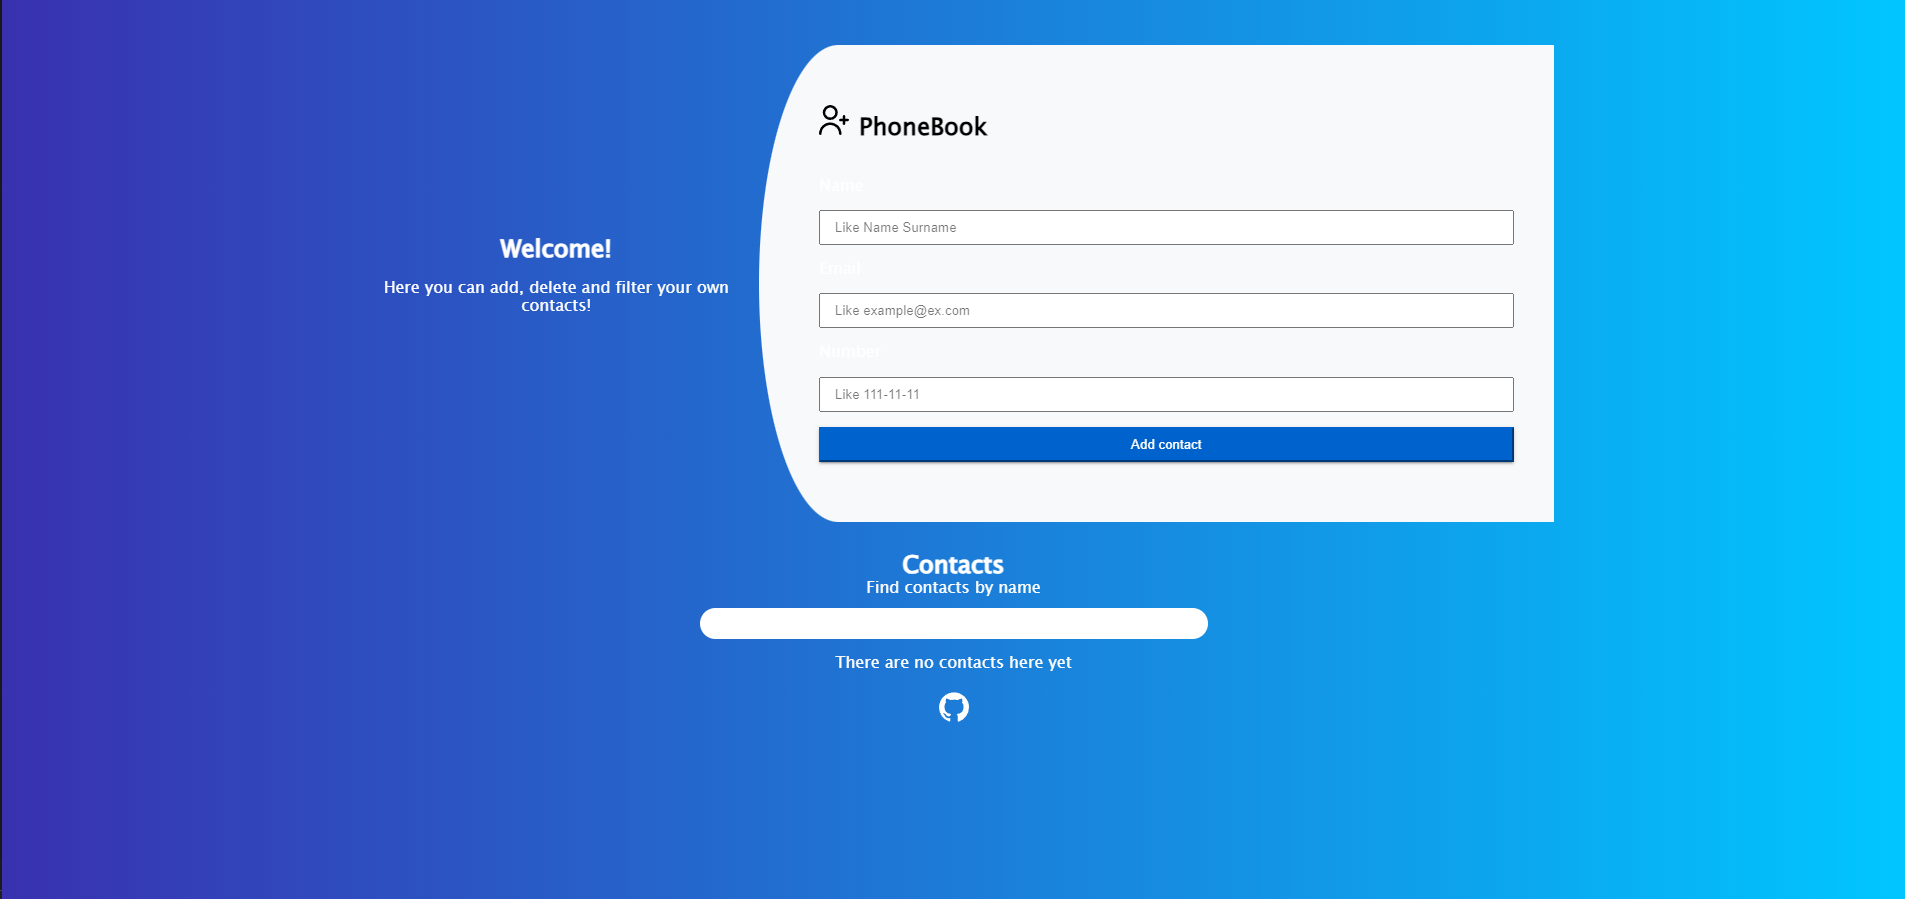 PhoneBook
Name
Like Name Surname
Email
Like example@ex.com
Number
Like 111-11-11
Add contact
Welcome!
Here you can add, delete and filter your own
contacts!
Contacts
Find contacts by name
There are no contacts here yet